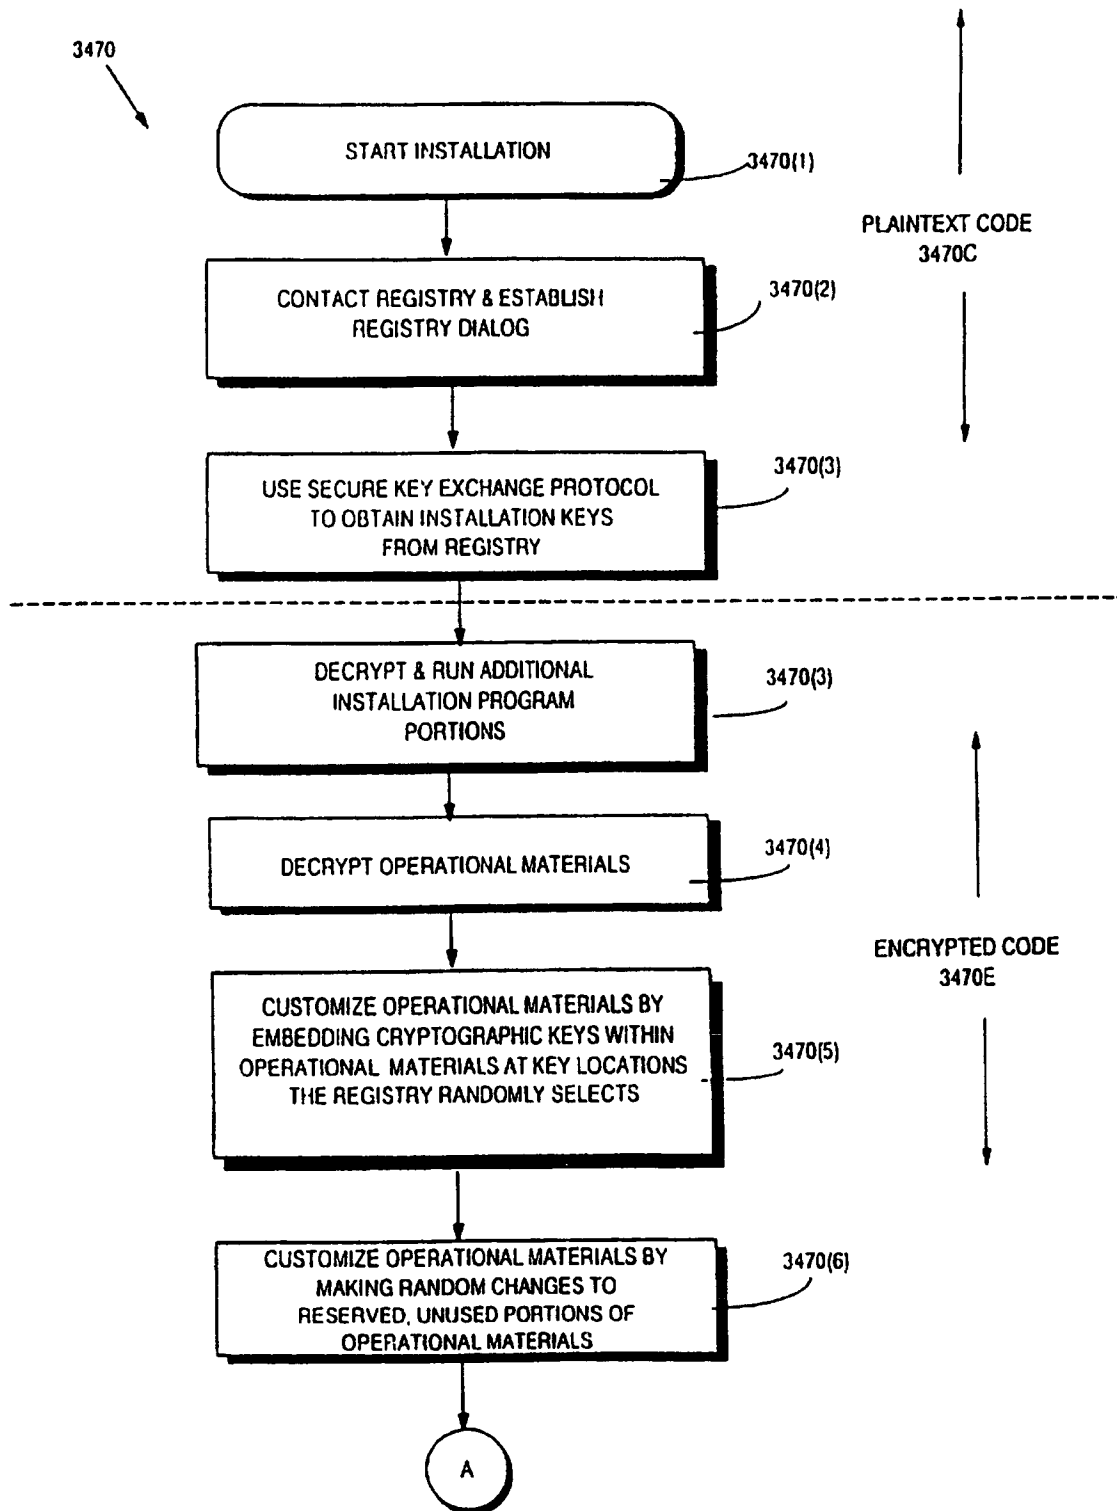 3470
START INSTALLATION
3470(1)
PLAINTEXT CODE
3470C
CONTACT REGISTRY & ESTABLISH
REGISTRY DIALOG
3470(2)
USE SECURE KEY EXCHANGE PROTOCOL
TO OBTAIN INSTALLATION KEYS
FROM REGISTRY
3470(3)
DECRYPT & RUN ADDITIONAL
INSTALLATION PROGRAM
PORTIONS
3470(3)
DECRYPT OPERATIONAL MATERIALS
3470(4)
ENCRYPTED CODE
3470E
CUSTOMIZE OPERATIONAL MATERIALS BY
EMBEDDING CRYPTOGRAPHIC KEYS WITHIN
OPERATIONAL MATERIALS AT KEY LOCATIONS
THE REGISTRY RANDOMLY SELECTS
3470(5)
CUSTOMIZE OPERATIONAL MATERIALS BY
MAKING RANDOM CHANGES TO
RESERVED, UNUSED PORTIONS OF
OPERATIONAL MATERIALS
3470(6)
A